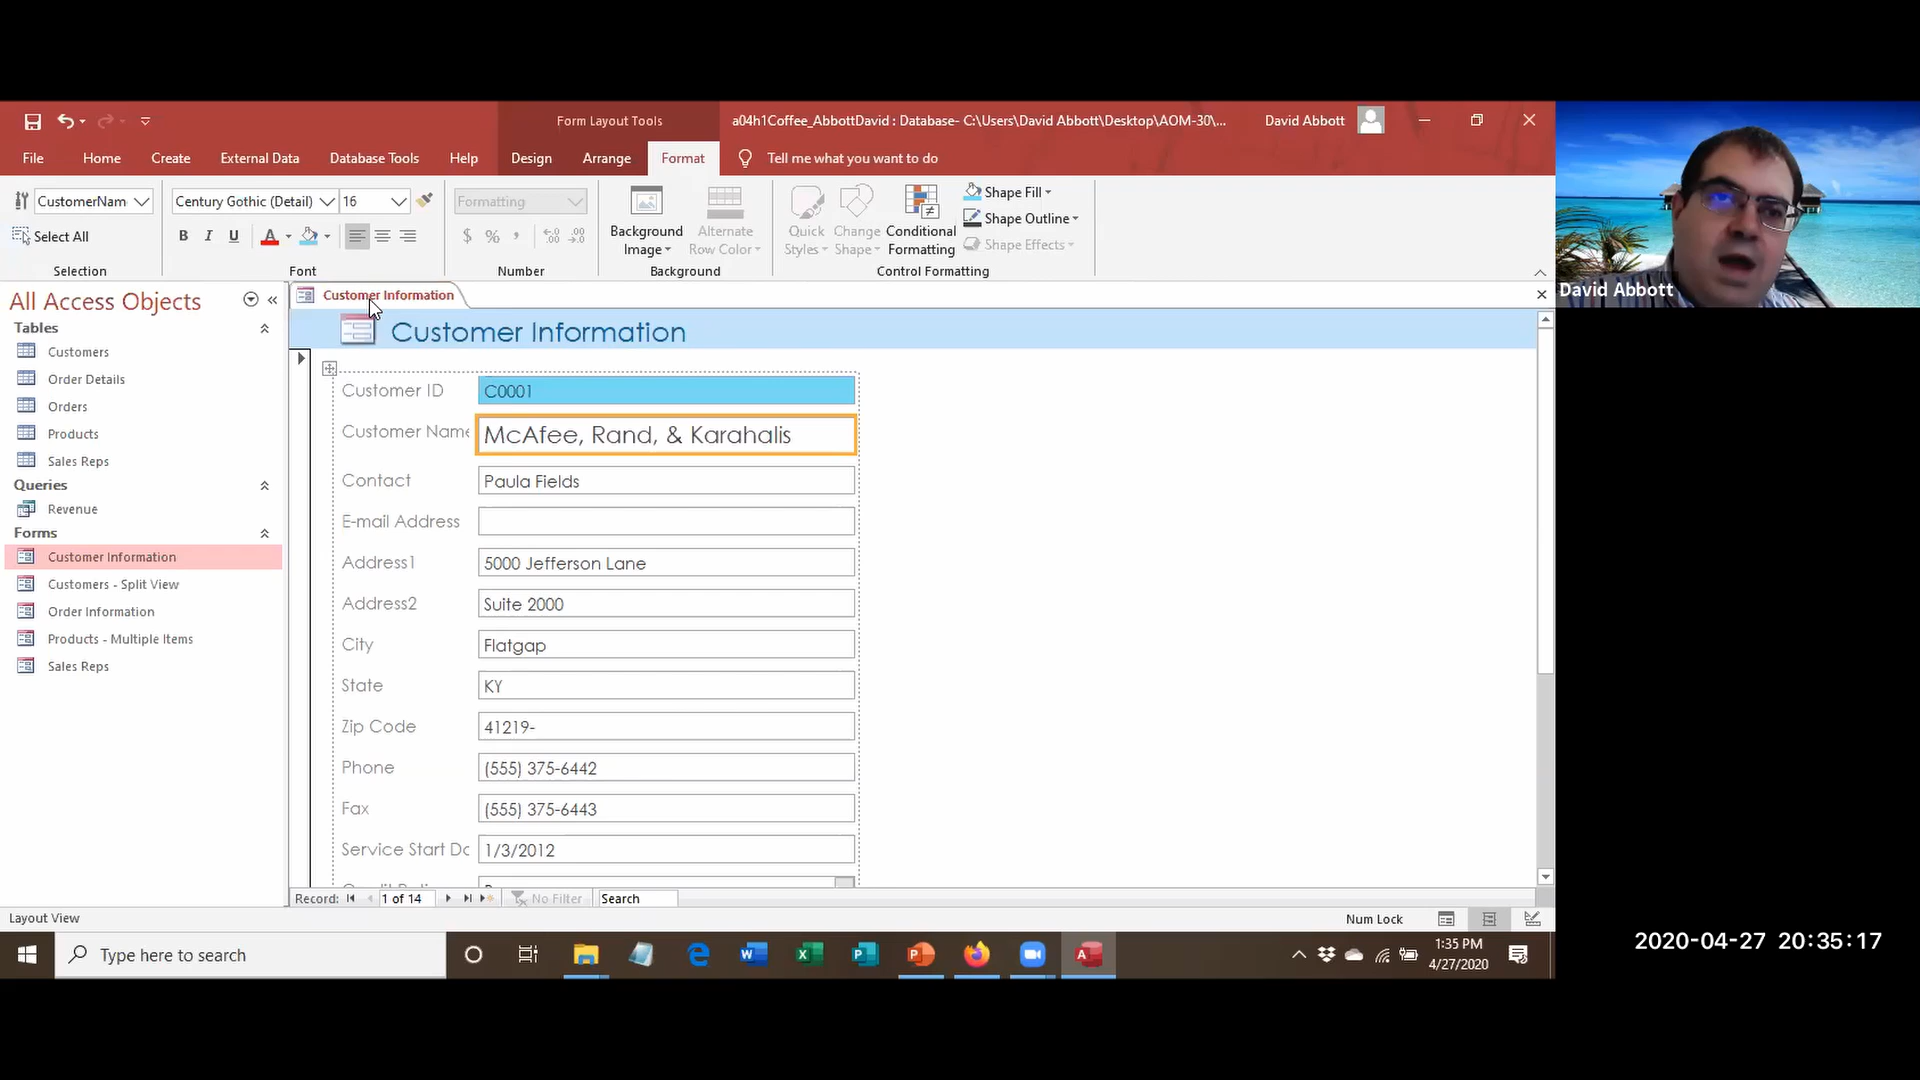 Form Layout Tools
a04h1Coffee_AbbottDavid : Database- C:\Users\David Abbott\Desktop\AOM-30\...
David Abbott
File Home Create External Data Database Tools Help Design Arrange Format Tell me what you want to do
CustomerNam
Century Gothic (Detail)
16
Formatting
Select All
B I U A
$ % ,
Background Image
Alternate Row Color
Quick Styles
Change Shape
Conditional Formatting
Shape Fill
Shape Outline
Shape Effects
Selection Font Number Background Control Formatting
All Access Objects
Tables
Customers
Order Details
Orders
Products
Sales Reps
Queries
Revenue
Forms
Customer Information
Customers - Split View
Order Information
Products - Multiple Items
Sales Reps
Customer Information
Customer Information
Customer ID C0001
Customer Name McAfee, Rand, & Karahalis
Contact Paula Fields
E-mail Address
Address1 5000 Jefferson Lane
Address2 Suite 2000
City Flatgap
State KY
Zip Code 41219-
Phone (555) 375-6442
Fax (555) 375-6443
Service Start Da 1/3/2012
Record: 1 of 14 No Filter Search
Layout View
Num Lock
Type here to search
1:35 PM
4/27/2020
David Abbott
2020-04-27 20:35:17